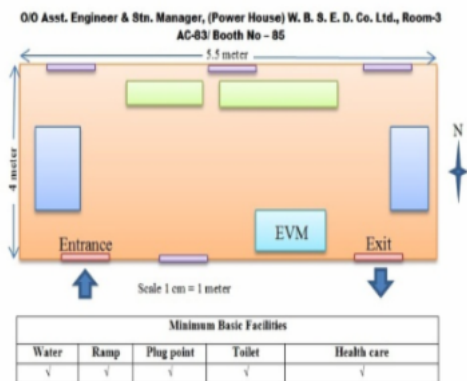 O/O Asst. Engineer & Stn. Manager, (Power House) W. B. S. E. D. Co. Ltd., Room-3
AC-83/ Booth No – 85
5.5 meter
N
4 meter
EVM
Entrance
Exit
Scale 1 cm = 1 meter
Minimum Basic Facilities
Water Ramp Plug point Toilet Health care
√ √ √ √ √